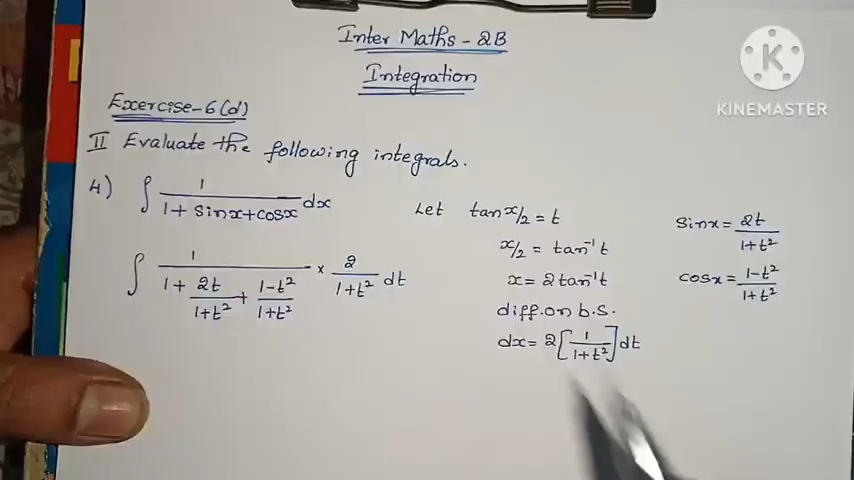 Inter Maths - 2B
Integration
KINEMASTER
Exercise-6(d)
II Evaluate the following integrals.
4) ∫ 1/(1 + sinx + cosx) dx
∫ 1/(1 + 2t/(1+t²) + (1-t²)/(1+t²)) × 2/(1+t²) dt
Let tan x/2 = t
x/2 = tan⁻¹ t
x = 2tan⁻¹t
diff.on b.s.
dx = 2[1/(1+t²)]dt
sinx = 2t/(1+t²)
cosx = (1-t²)/(1+t²)